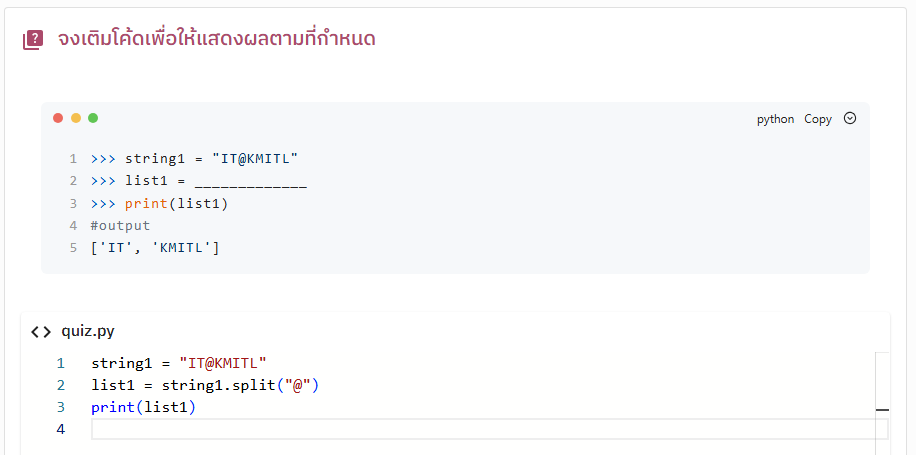 จงเติมโค้ดเพื่อให้แสดงผลตามที่กำหนด
python Copy
1 >>> string1 = "IT@KMITL"
2 >>> list1 = _____________
3 >>> print(list1)
4 #output
5 ['IT', 'KMITL']
<> quiz.py
1 string1 = "IT@KMITL"
2 list1 = string1.split("@")
3 print(list1)
4